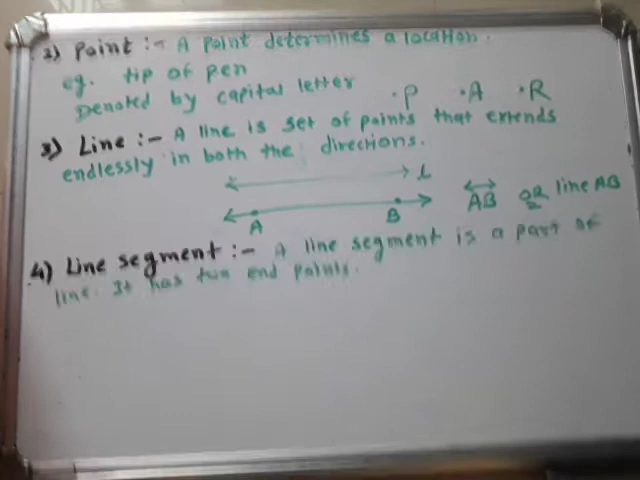 2) Point :- A point determines a location.
eg. tip of pen
Denoted by capital letter .P .A .R
3) Line :- A line is set of points that extends
endlessly in both the directions.
l
A B AB OR line AB
4) Line segment :- A line segment is a part of
line. It has two end points.